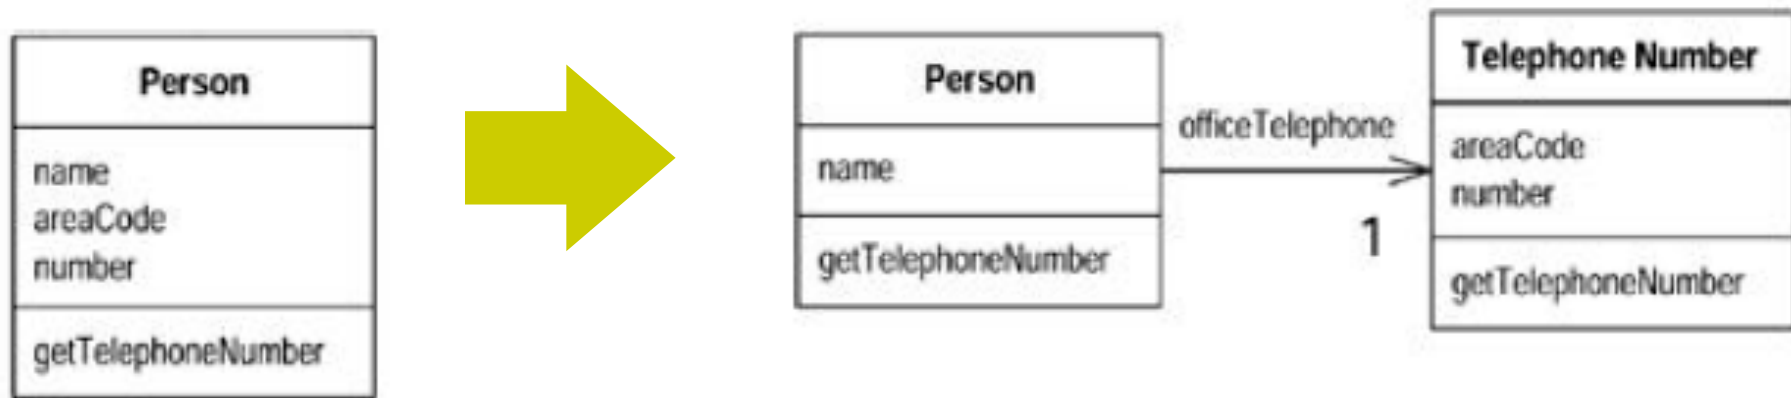 Person
name
areaCode
number
getTelephoneNumber
Person
name
getTelephoneNumber
officeTelephone
1
Telephone Number
areaCode
number
getTelephoneNumber